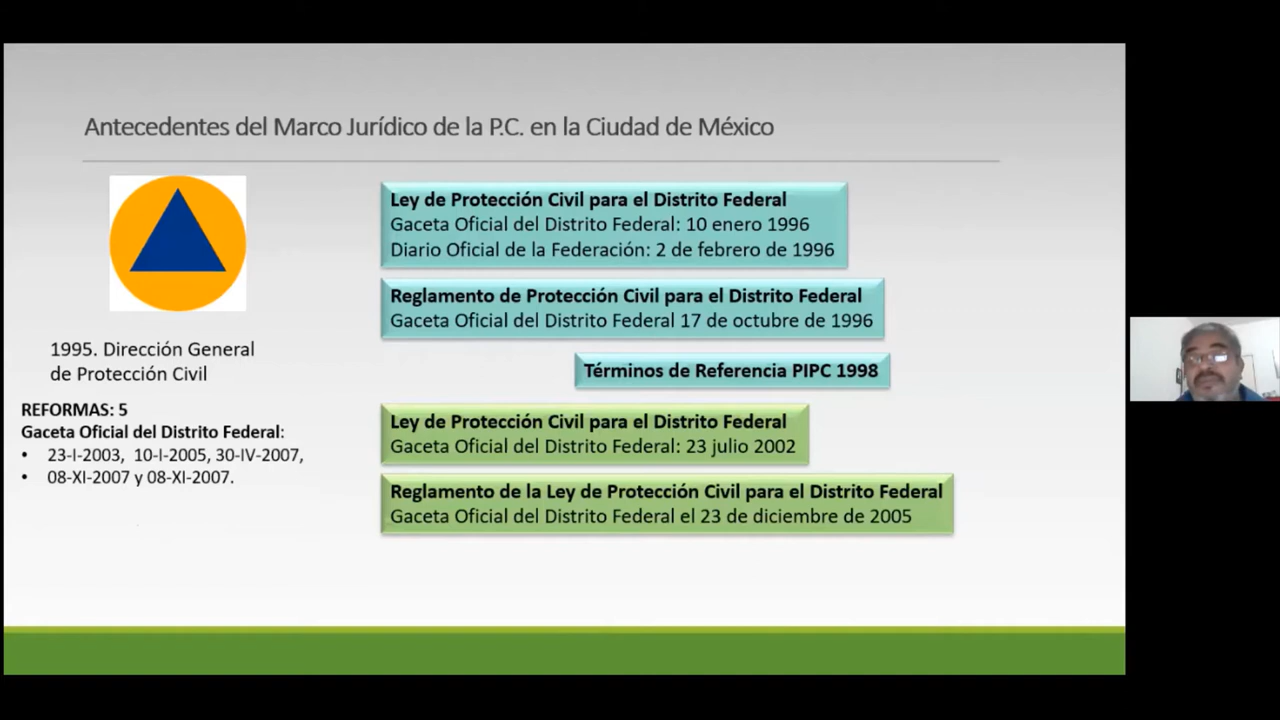 Antecedentes del Marco Jurídico de la P.C. en la Ciudad de México
1995. Dirección General
de Protección Civil
REFORMAS: 5
Gaceta Oficial del Distrito Federal:
• 23-I-2003, 10-I-2005, 30-IV-2007,
• 08-XI-2007 y 08-XI-2007.
Ley de Protección Civil para el Distrito Federal
Gaceta Oficial del Distrito Federal: 10 enero 1996
Diario Oficial de la Federación: 2 de febrero de 1996
Reglamento de Protección Civil para el Distrito Federal
Gaceta Oficial del Distrito Federal 17 de octubre de 1996
Términos de Referencia PIPC 1998
Ley de Protección Civil para el Distrito Federal
Gaceta Oficial del Distrito Federal: 23 julio 2002
Reglamento de la Ley de Protección Civil para el Distrito Federal
Gaceta Oficial del Distrito Federal el 23 de diciembre de 2005